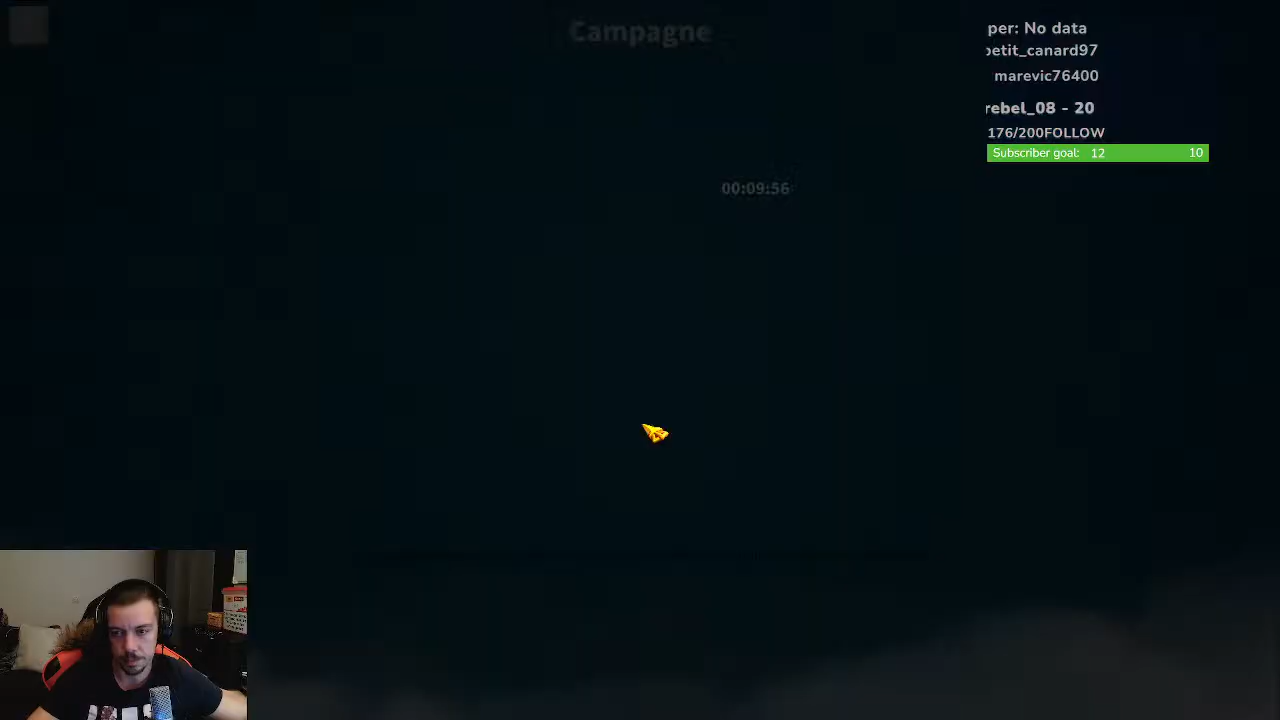 Campagne
per: No data
petit_canard97
marevic76400
rebel_08 - 20
176/200FOLLOW
Subscriber goal: 12 10
00:09:56